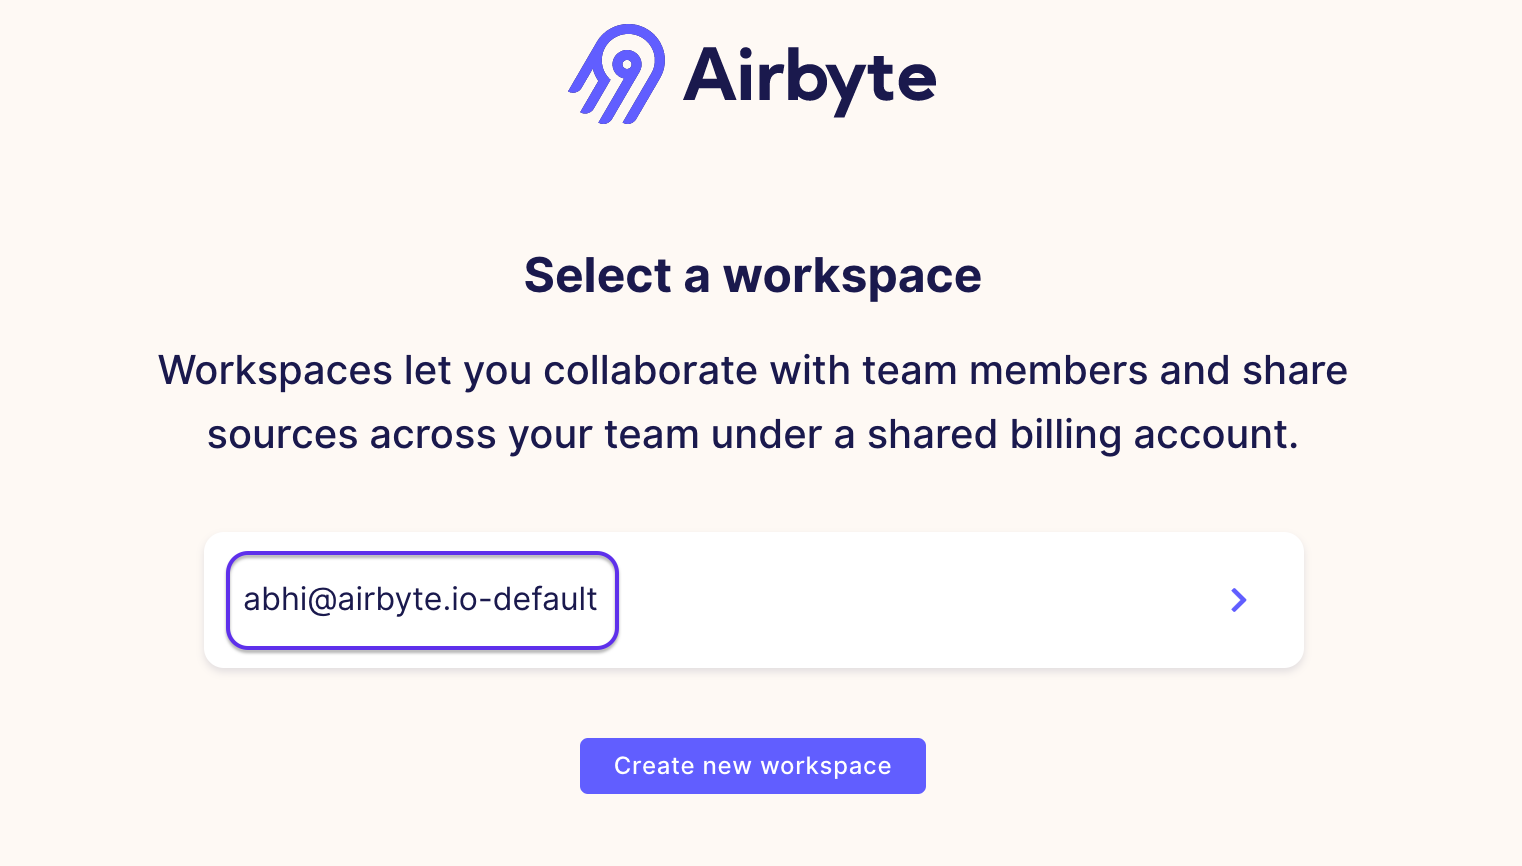 Airbyte
Select a workspace
Workspaces let you collaborate with team members and share
sources across your team under a shared billing account.
abhi@airbyte.io-default
Create new workspace